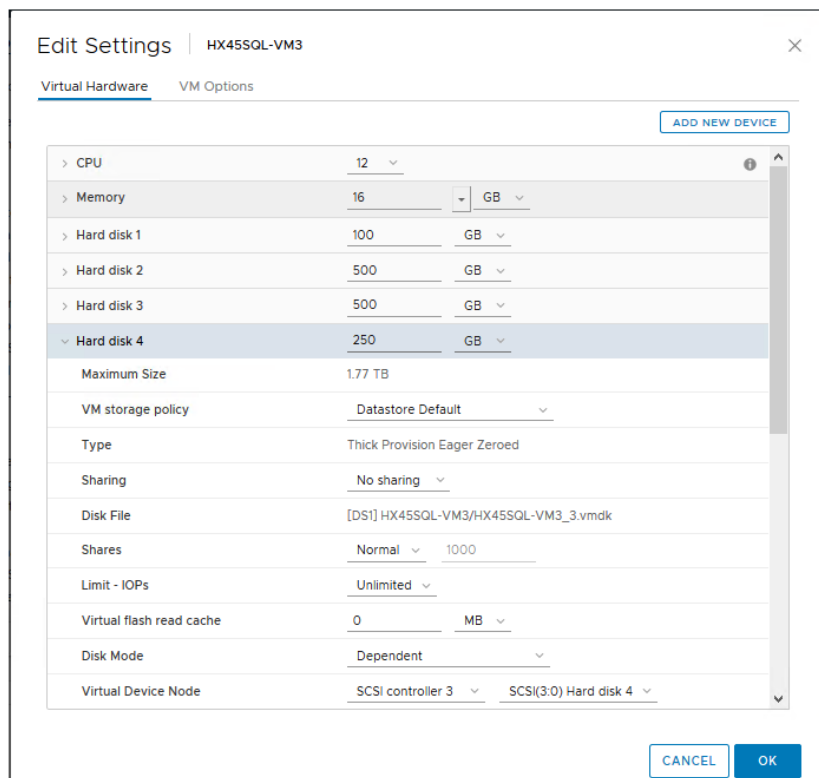 Edit Settings HX45SQL-VM3
Virtual Hardware VM Options
ADD NEW DEVICE
CPU 12
Memory 16 GB
Hard disk 1 100 GB
Hard disk 2 500 GB
Hard disk 3 500 GB
Hard disk 4 250 GB
Maximum Size 1.77 TB
VM storage policy Datastore Default
Type Thick Provision Eager Zeroed
Sharing No sharing
Disk File [DS1] HX45SQL-VM3/HX45SQL-VM3_3.vmdk
Shares Normal 1000
Limit - IOPs Unlimited
Virtual flash read cache 0 MB
Disk Mode Dependent
Virtual Device Node SCSI controller 3 SCSI(3:0) Hard disk 4
CANCEL OK